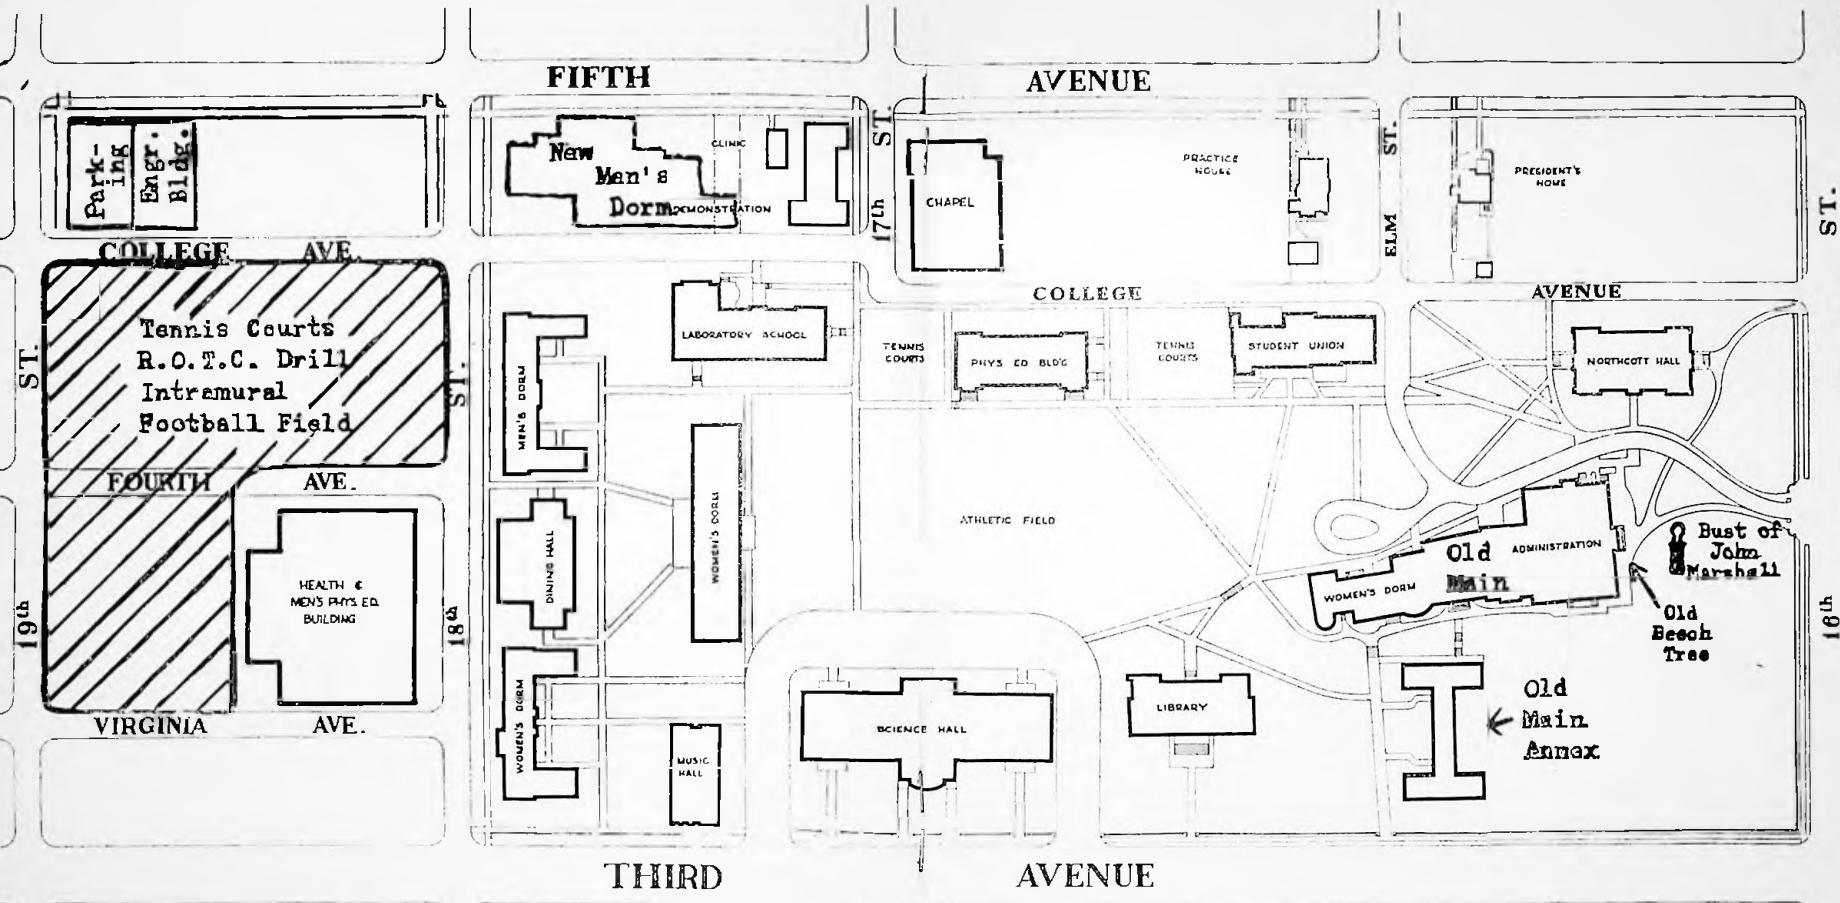 FIFTH AVENUE
Park-
ing
Engr.
Bldg.
New
Men's
Dorm
CLINIC
DEMONSTRATION
17th ST.
CHAPEL
PRACTICE
HOUSE
ELM ST.
PRESIDENT'S
HOME
16th ST.
COLLEGE AVE.
COLLEGE AVENUE
19th ST.
Tennis Courts
R.O.T.C. Drill
Intramural
Football Field
18th ST.
MEN'S DORM
LABORATORY SCHOOL
TENNIS
COURTS
PHYS ED BLD'G
TENNIS
COURTS
STUDENT UNION
NORTHCOTT HALL
FOURTH AVE.
HEALTH &
MEN'S PHYS. ED.
BUILDING
DINING HALL
WOMEN'S DORM
ATHLETIC FIELD
WOMEN'S DORM
Old
Main
ADMINISTRATION
Bust of
John
Marshall
Old
Beech
Tree
VIRGINIA AVE.
WOMEN'S DORM
MUSIC
HALL
SCIENCE HALL
LIBRARY
Old
Main
Annex
THIRD AVENUE